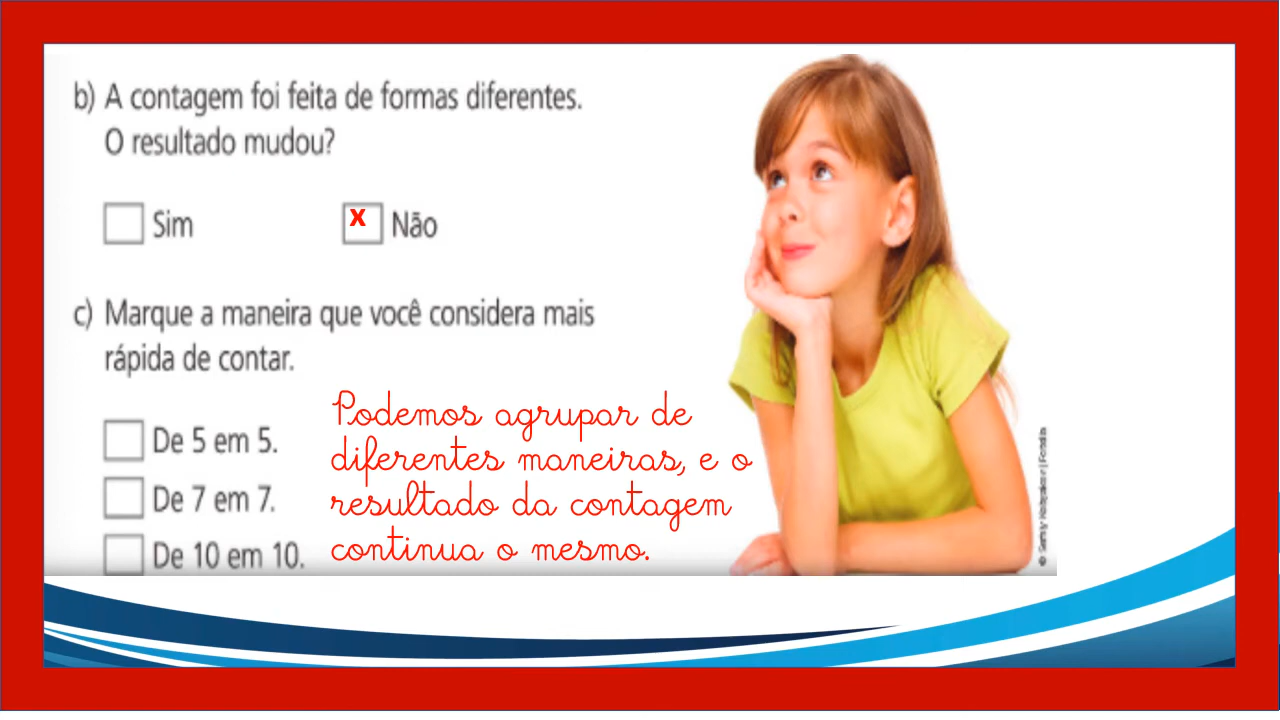 b) A contagem foi feita de formas diferentes.
O resultado mudou?
Sim
x Não
c) Marque a maneira que você considera mais
rápida de contar.
De 5 em 5.
De 7 em 7.
De 10 em 10.
Podemos agrupar de
diferentes maneiras, e o
resultado da contagem
continua o mesmo.